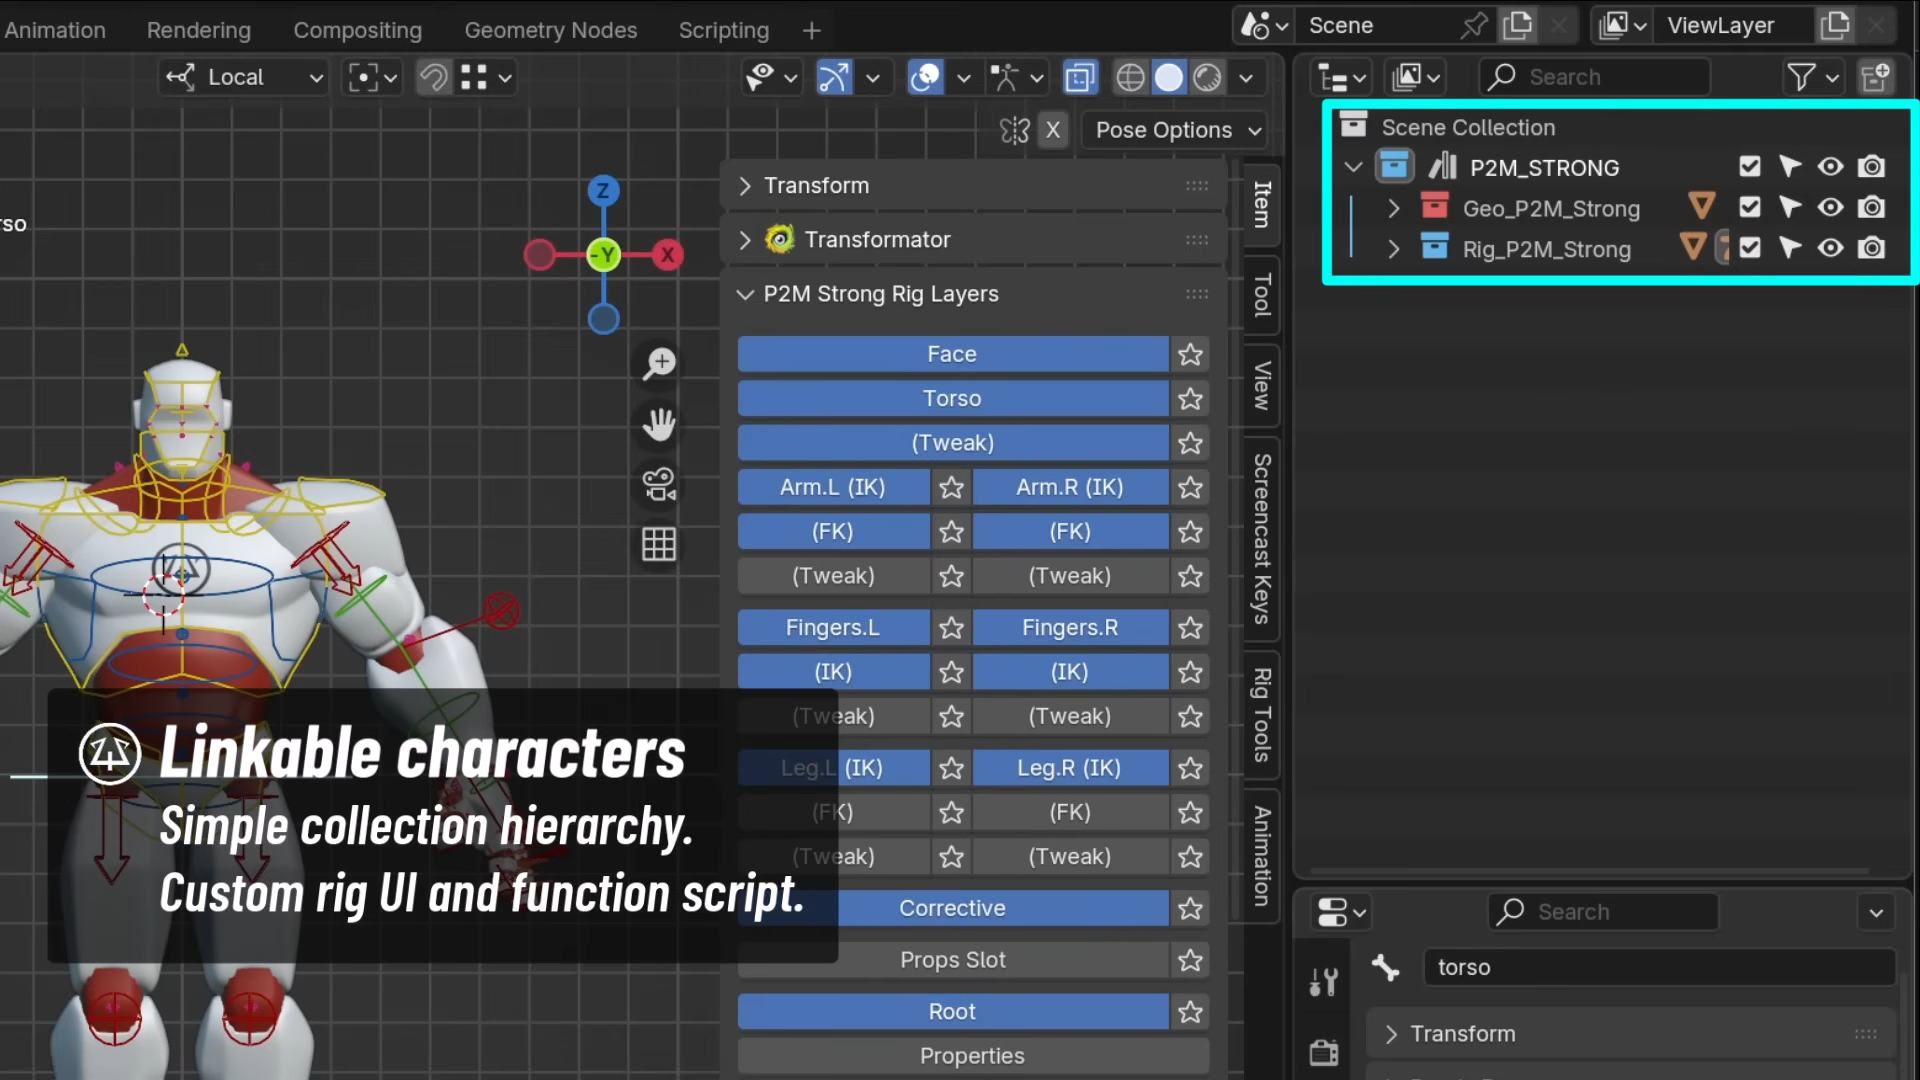 Animation Rendering Compositing Geometry Nodes Scripting +
Scene ViewLayer
Local
Search
X Pose Options
Scene Collection
P2M_STRONG
Geo_P2M_Strong
Rig_P2M_Strong
Z
-Y
X
Transform
Transformator
P2M Strong Rig Layers
Face
Torso
(Tweak)
Arm.L (IK) Arm.R (IK)
(FK) (FK)
(Tweak) (Tweak)
Fingers.L Fingers.R
(IK) (IK)
(Tweak) (Tweak)
Leg.L (IK) Leg.R (IK)
(FK) (FK)
(Tweak) (Tweak)
Corrective
Props Slot
Root
Properties
Item
Tool
View
Screencast Keys
Rig Tools
Animation
Linkable characters
Simple collection hierarchy.
Custom rig UI and function script.
Search
torso
Transform